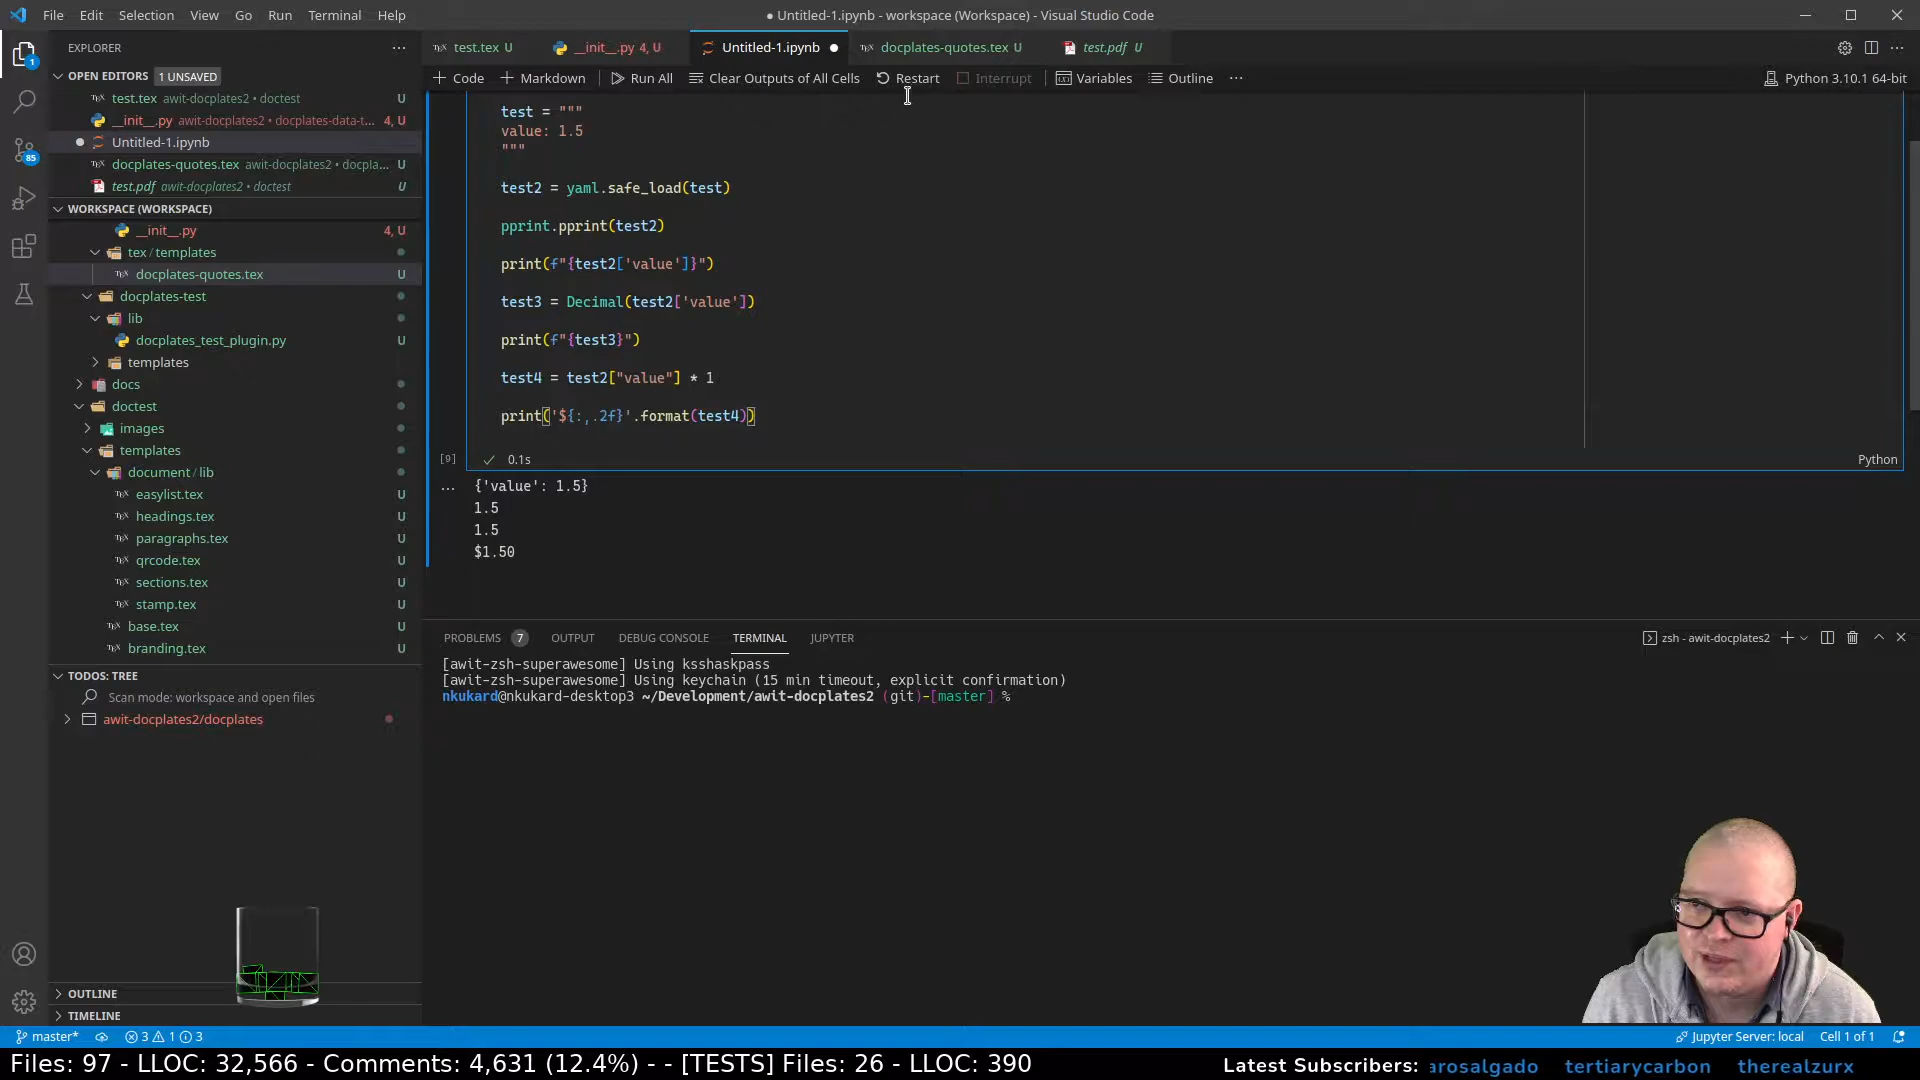 File Edit Selection View Go Run Terminal Help
● Untitled-1.ipynb - workspace (Workspace) - Visual Studio Code
EXPLORER
OPEN EDITORS 1 UNSAVED
test.tex awit-docplates2 • doctest U
__init__.py awit-docplates2 • docplates-data-t... 4, U
Untitled-1.ipynb
docplates-quotes.tex awit-docplates2 • docpla... U
test.pdf awit-docplates2 • doctest U
WORKSPACE (WORKSPACE)
__init__.py 4, U
tex / templates
docplates-quotes.tex U
docplates-test
lib
docplates_test_plugin.py U
templates
docs
doctest
images
templates
document / lib
easylist.tex U
headings.tex U
paragraphs.tex U
qrcode.tex U
sections.tex U
stamp.tex U
base.tex U
branding.tex U
TODOS: TREE
Scan mode: workspace and open files
awit-docplates2/docplates
OUTLINE
TIMELINE
test.tex U __init__.py 4, U Untitled-1.ipynb docplates-quotes.tex U test.pdf U
Code Markdown Run All Clear Outputs of All Cells Restart Interrupt Variables Outline Python 3.10.1 64-bit
test = """
value: 1.5
"""
test2 = yaml.safe_load(test)
pprint.pprint(test2)
print(f"{test2['value']}")
test3 = Decimal(test2['value'])
print(f"{test3}")
test4 = test2["value"] * 1
print('${:,.2f}'.format(test4))
[9] 0.1s Python
{'value': 1.5}
1.5
1.5
$1.50
PROBLEMS 7 OUTPUT DEBUG CONSOLE TERMINAL JUPYTER zsh - awit-docplates2
[awit-zsh-superawesome] Using ksshaskpass
[awit-zsh-superawesome] Using keychain (15 min timeout, explicit confirmation)
nkukard@nkukard-desktop3 ~/Development/awit-docplates2 (git)-[master] %
1
85
master* 3 1 3 Jupyter Server: local Cell 1 of 1
Files: 97 - LLOC: 32,566 - Comments: 4,631 (12.4%) - - [TESTS] Files: 26 - LLOC: 390
Latest Subscribers: arosalgado tertiarycarbon therealzurx